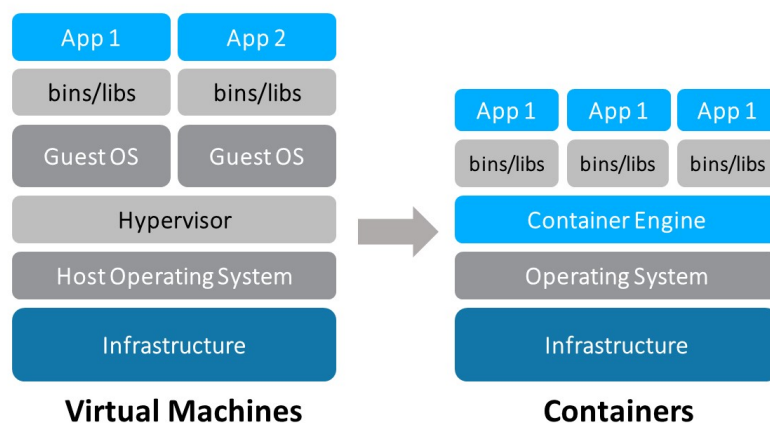 App 1 App 2
bins/libs bins/libs
Guest OS Guest OS
Hypervisor
Host Operating System
Infrastructure
Virtual Machines
App 1 App 1 App 1
bins/libs bins/libs bins/libs
Container Engine
Operating System
Infrastructure
Containers